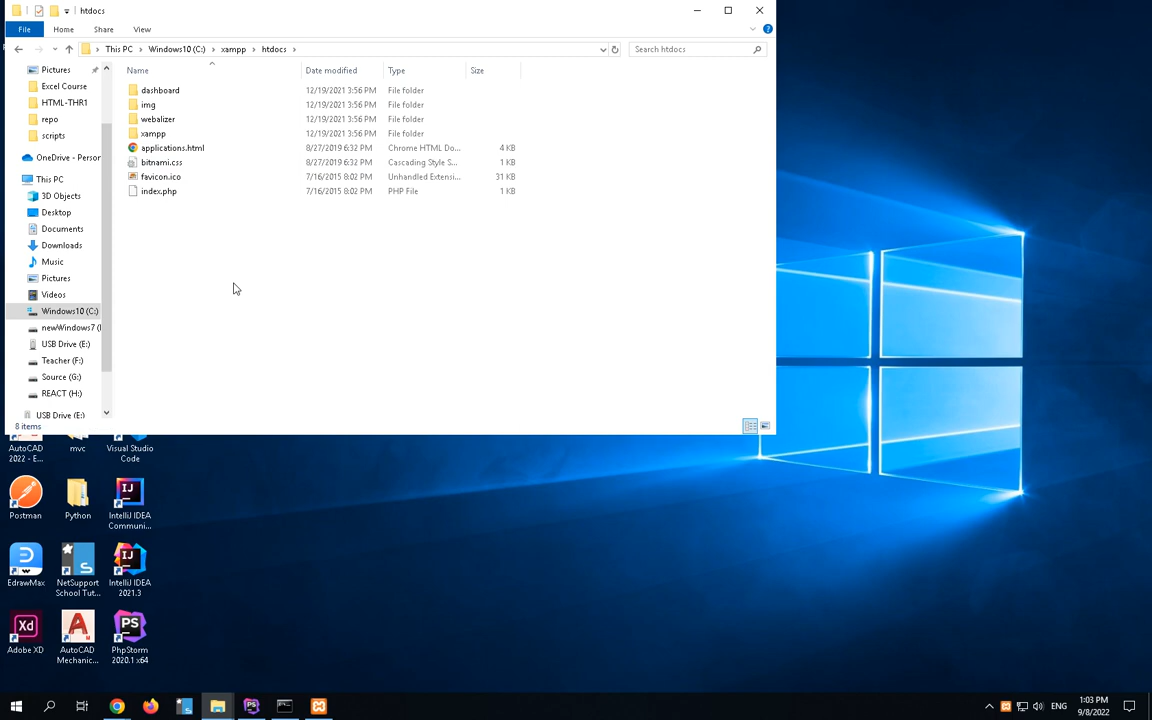 htdocs
File Home Share View
This PC Windows10 (C:) xampp htdocs
Search htdocs
Name Date modified Type Size
dashboard 12/19/2021 3:56 PM File folder
img 12/19/2021 3:56 PM File folder
webalizer 12/19/2021 3:56 PM File folder
xampp 12/19/2021 3:56 PM File folder
applications.html 8/27/2019 6:32 PM Chrome HTML Do... 4 KB
bitnami.css 8/27/2019 6:32 PM Cascading Style S... 1 KB
favicon.ico 7/16/2015 8:02 PM Unhandled Extensi... 31 KB
index.php 7/16/2015 8:02 PM PHP File 1 KB
Pictures
Excel Course
HTML-THR1
repo
scripts
OneDrive - Person
This PC
3D Objects
Desktop
Documents
Downloads
Music
Pictures
Videos
Windows10 (C:)
newWindows7 (
USB Drive (E:)
Teacher (F:)
Source (G:)
REACT (H:)
USB Drive (E:)
8 items
AutoCAD
2022 - E...
mvc
Visual Studio
Code
Postman
Python
IntelliJ IDEA
Communi...
EdrawMax
NetSupport
School Tut...
IntelliJ IDEA
2021.3
Adobe XD
AutoCAD
Mechanic...
PhpStorm
2020.1 x64
ENG
1:03 PM
9/8/2022